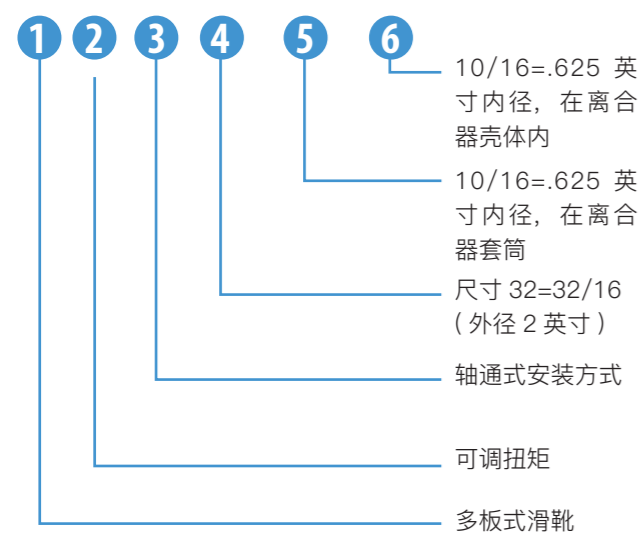 1 2 3 4 5 6
10/16=.625 英
寸内径，在离合
器壳体内
10/16=.625 英
寸内径，在离合
器套筒
尺寸 32=32/16
（外径 2 英寸）
轴通式安装方式
可调扭矩
多板式滑靴